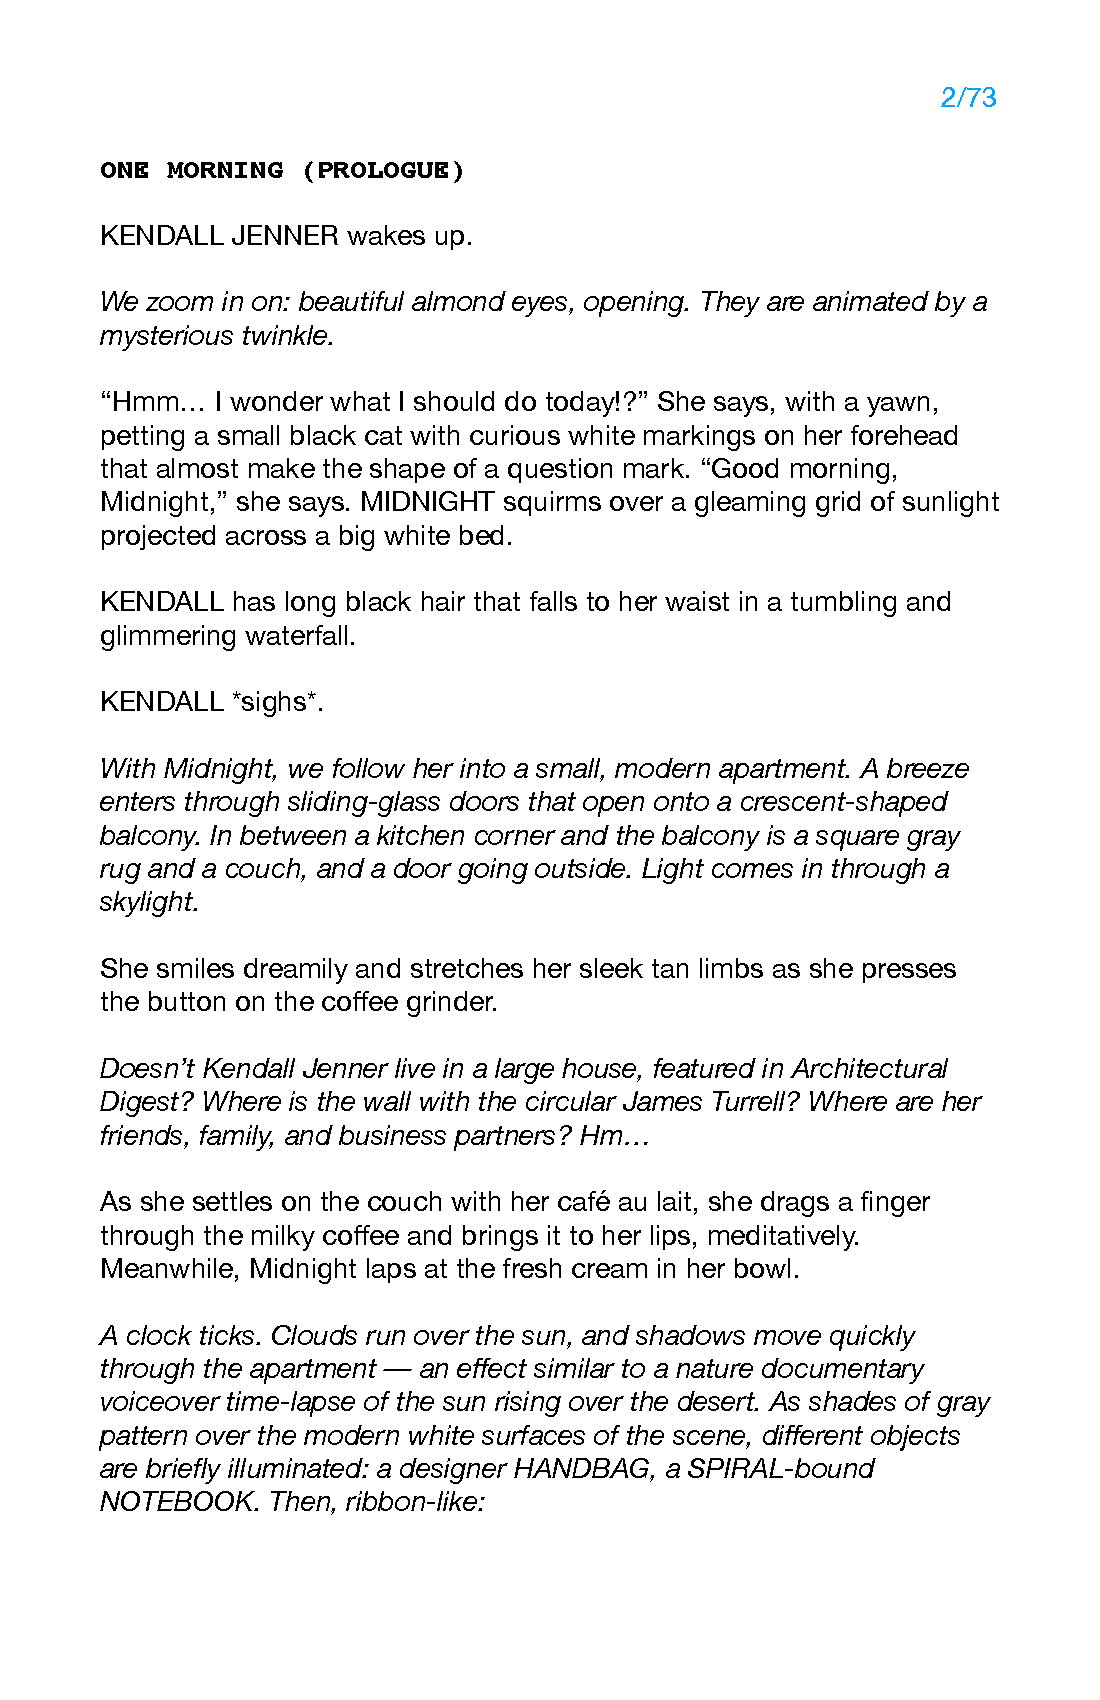 2/73
ONE MORNING (PROLOGUE)
KENDALL JENNER wakes up.
We zoom in on: beautiful almond eyes, opening. They are animated by a
mysterious twinkle.
“Hmm… I wonder what I should do today!?” She says, with a yawn,
petting a small black cat with curious white markings on her forehead
that almost make the shape of a question mark. “Good morning,
Midnight,” she says. MIDNIGHT squirms over a gleaming grid of sunlight
projected across a big white bed.
KENDALL has long black hair that falls to her waist in a tumbling and
glimmering waterfall.
KENDALL *sighs*.
With Midnight, we follow her into a small, modern apartment. A breeze
enters through sliding-glass doors that open onto a crescent-shaped
balcony. In between a kitchen corner and the balcony is a square gray
rug and a couch, and a door going outside. Light comes in through a
skylight.
She smiles dreamily and stretches her sleek tan limbs as she presses
the button on the coffee grinder.
Doesn’t Kendall Jenner live in a large house, featured in Architectural
Digest? Where is the wall with the circular James Turrell? Where are her
friends, family, and business partners? Hm…
As she settles on the couch with her café au lait, she drags a finger
through the milky coffee and brings it to her lips, meditatively.
Meanwhile, Midnight laps at the fresh cream in her bowl.
A clock ticks. Clouds run over the sun, and shadows move quickly
through the apartment — an effect similar to a nature documentary
voiceover time-lapse of the sun rising over the desert. As shades of gray
pattern over the modern white surfaces of the scene, different objects
are briefly illuminated: a designer HANDBAG, a SPIRAL-bound
NOTEBOOK. Then, ribbon-like: